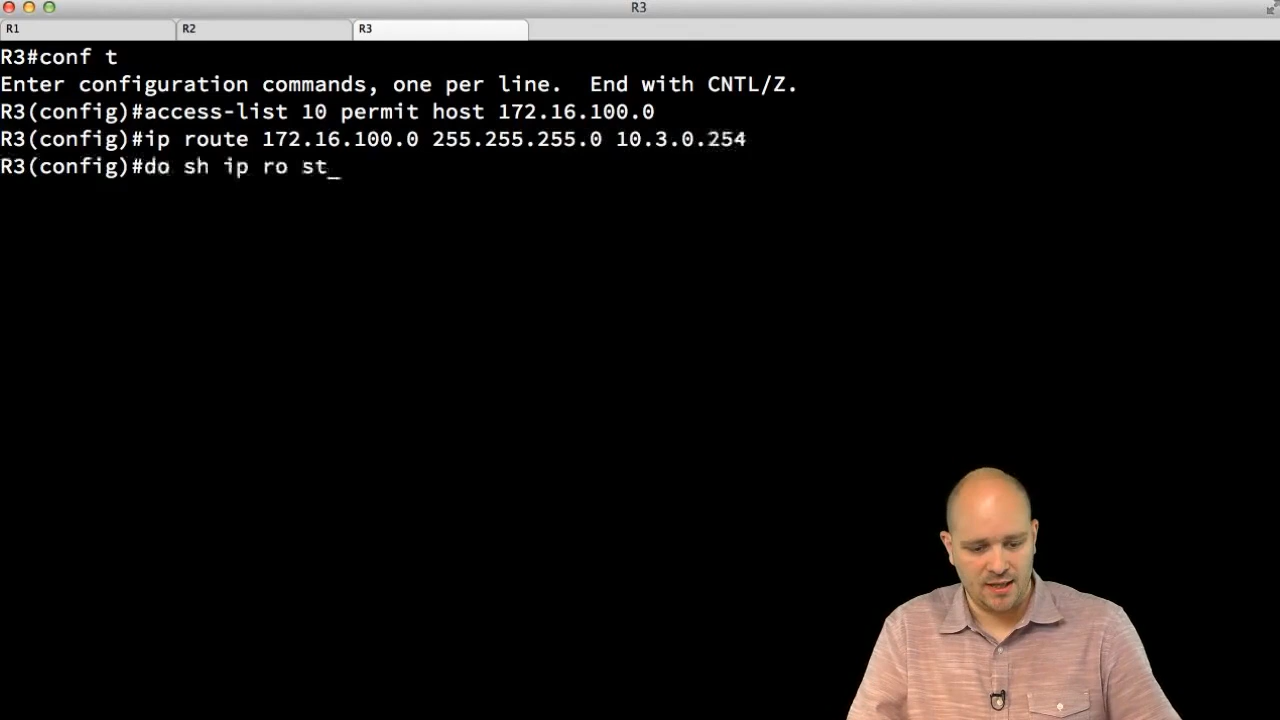 R3
R1
R2
R3
R3#conf t
Enter configuration commands, one per line.  End with CNTL/Z.
R3(config)#access-list 10 permit host 172.16.100.0
R3(config)#ip route 172.16.100.0 255.255.255.0 10.3.0.254
R3(config)#do sh ip ro st_